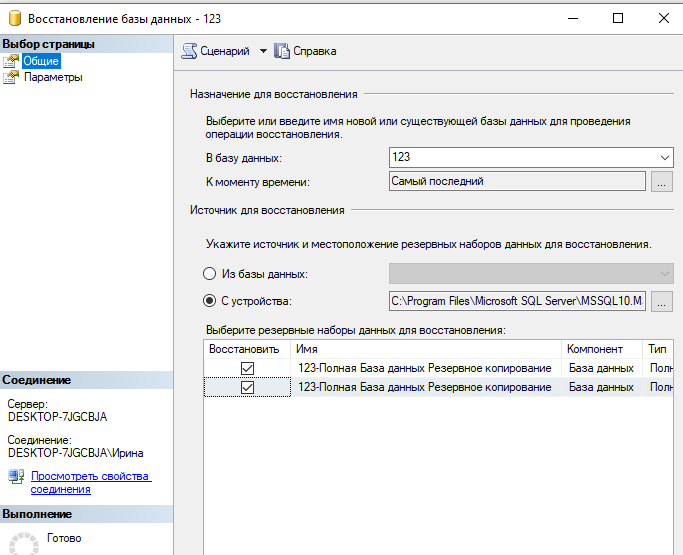 Восстановление базы данных - 123
Выбор страницы
Общие
Параметры
Сценарий
Справка
Назначение для восстановления
Выберите или введите имя новой или существующей базы данных для проведения
операции восстановления.
В базу данных:
123
К моменту времени:
Самый последний
...
Источник для восстановления
Укажите источник и местоположение резервных наборов данных для восстановления.
Из базы данных:
С устройства:
C:\Program Files\Microsoft SQL Server\MSSQL10.M
...
Выберите резервные наборы данных для восстановления:
Восстановить Имя Компонент Тип
123-Полная База данных Резервное копирование База данных Полн
123-Полная База данных Резервное копирование База данных Полн
Соединение
Сервер:
DESKTOP-7JGCBJA
Соединение:
DESKTOP-7JGCBJA\Ирина
Просмотреть свойства
соединения
Выполнение
Готово